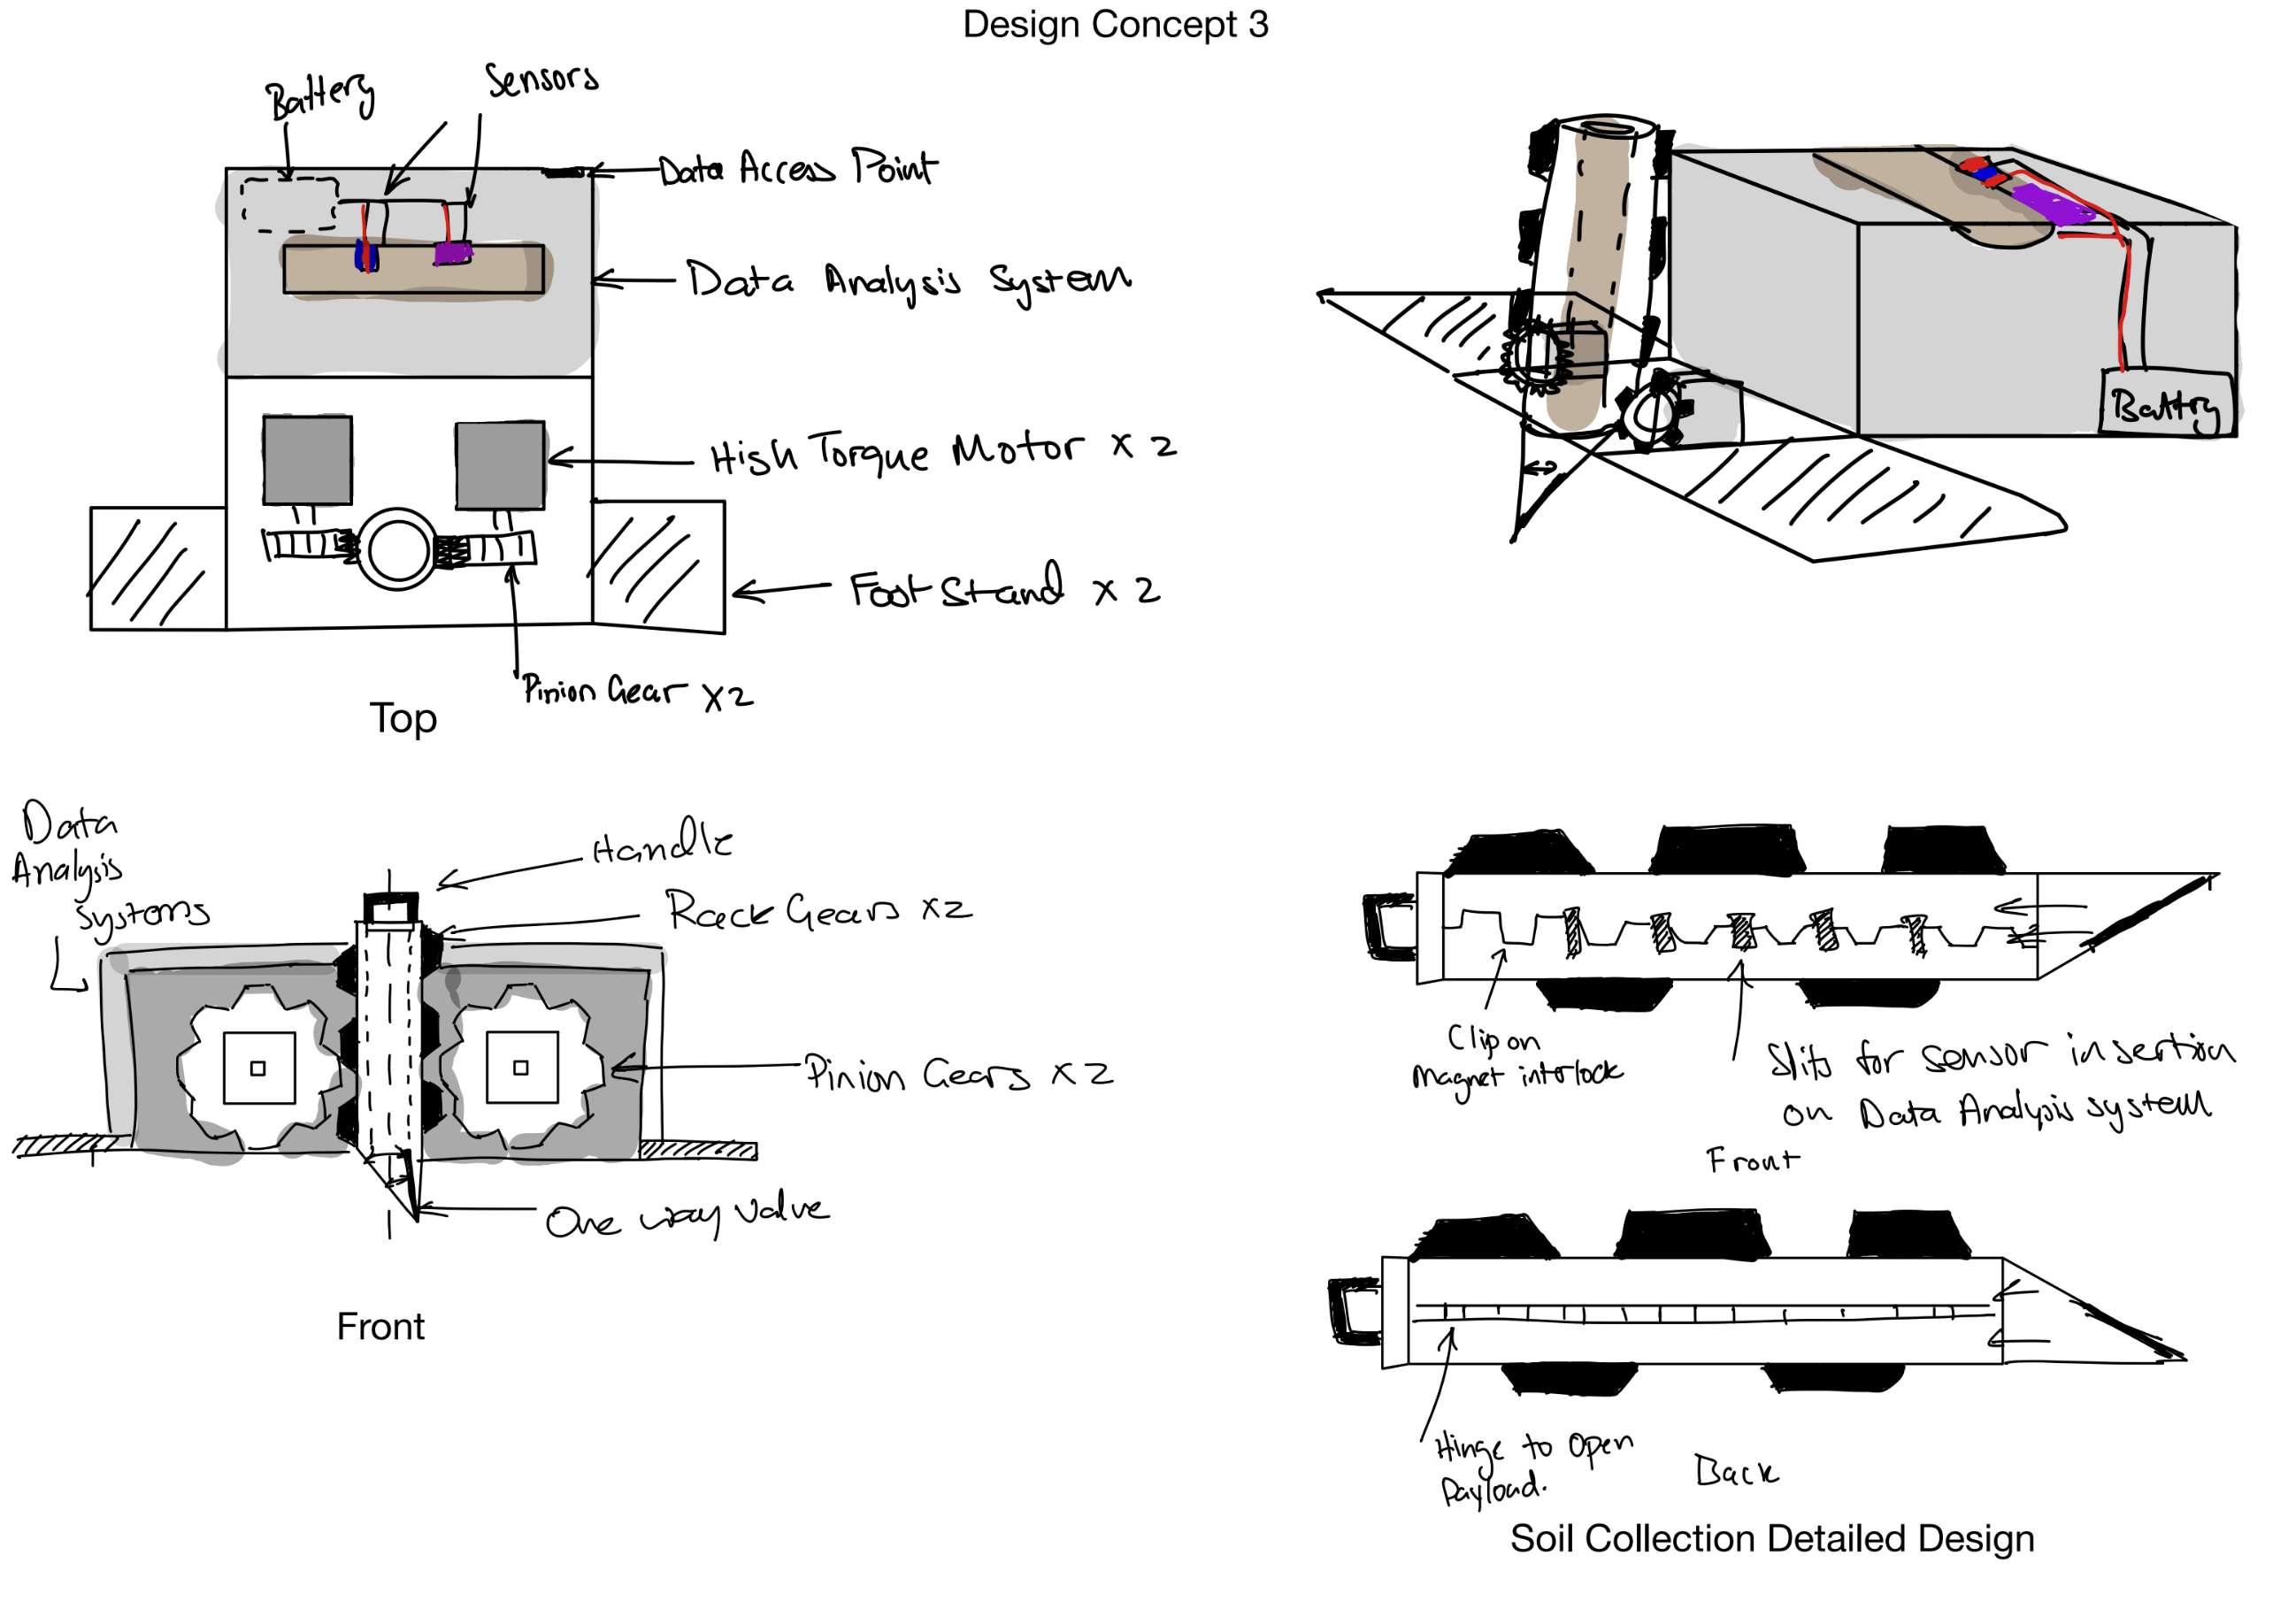 Design Concept 3
Battery
Sensors
Data Access Point
Data Analysis System
High Torque Motor x 2
Foot Stand x 2
Pinion Gear x2
Top
Battry
Data
Analysis
Systems
Handle
Rack Gears x2
Pinion Gears x2
One way valve
Front
Clip on
Magnet interlock
Slits for sensor insertion
on Data Analysis system
Front
Hinge to Open
Payload.
Back
Soil Collection Detailed Design